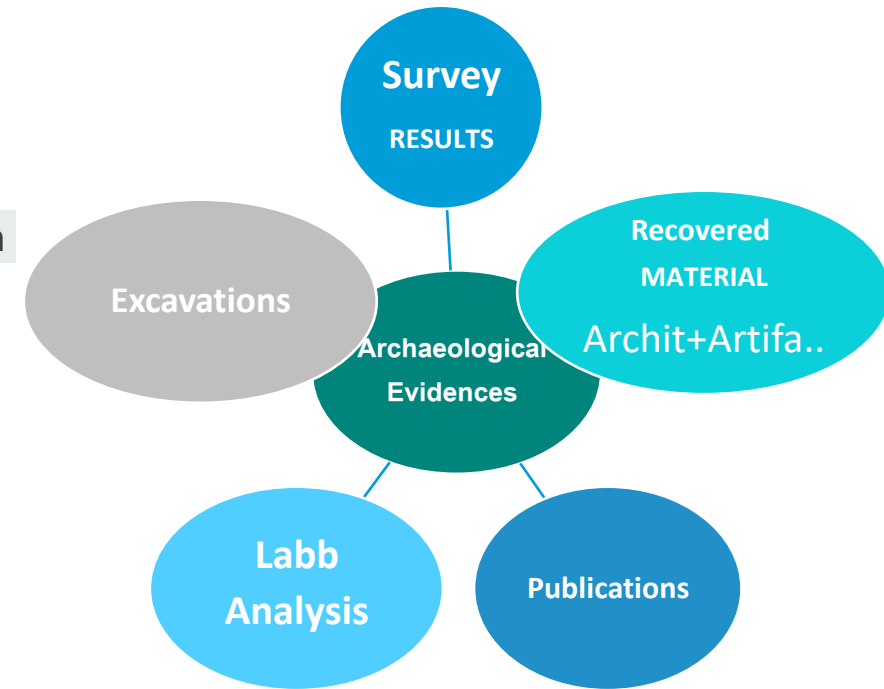 Survey
RESULTS
Recovered
MATERIAL
Archit+Artifa..
Excavations
Archaeological
Evidences
Labb
Analysis
Publications